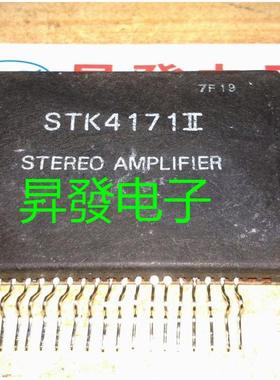 7F19
STK4171II
STEREO AMPLIFIER
昇發电子